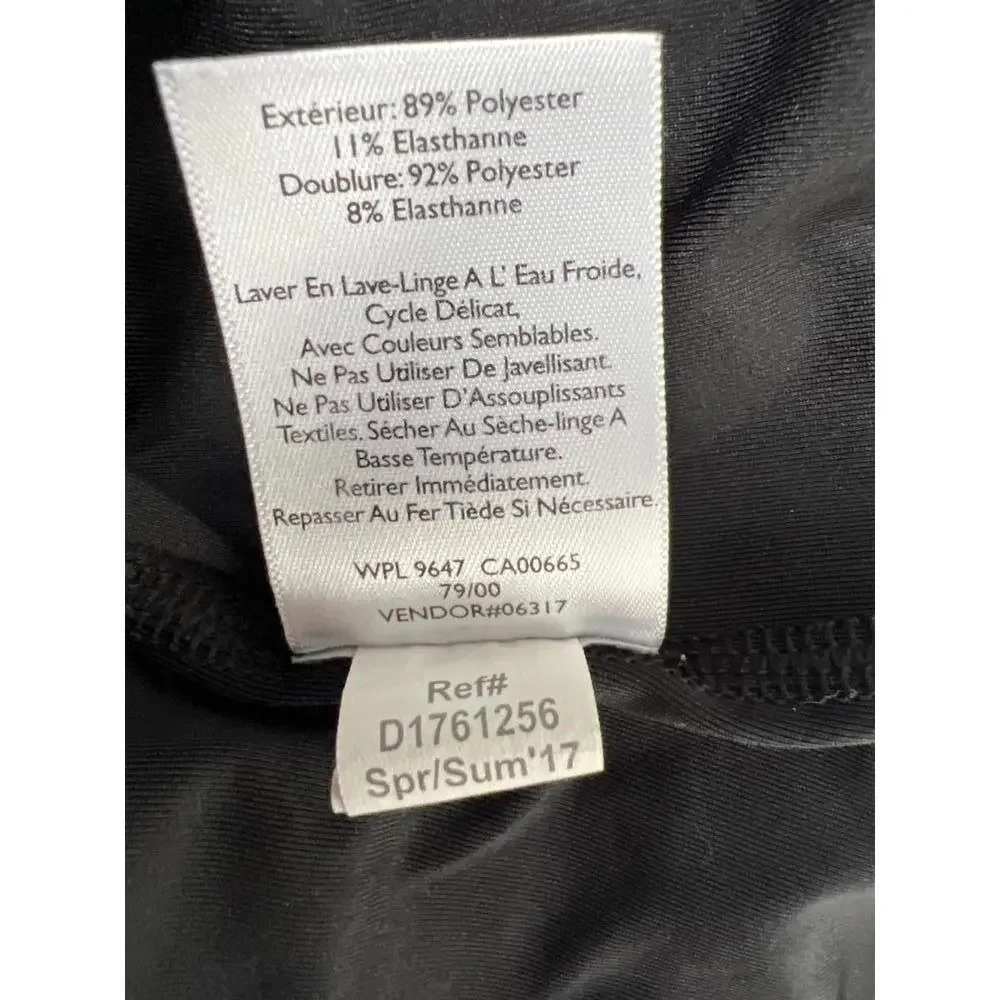 Extérieur: 89% Polyester
11% Elasthanne
Doublure: 92% Polyester
8% Elasthanne
Laver En Lave-Linge A L' Eau Froide,
Cycle Délicat,
Avec Couleurs Semblables.
Ne Pas Utiliser De Javellisant.
Ne Pas Utiliser D'Assouplissants
Textiles. Sécher Au Sèche-linge A
Basse Température.
Retirer Immédiatement.
Repasser Au Fer Tiède Si Nécessaire.
WPL 9647 CA00665
79/00
VENDOR#06317
Ref#
D1761256
Spr/Sum'17